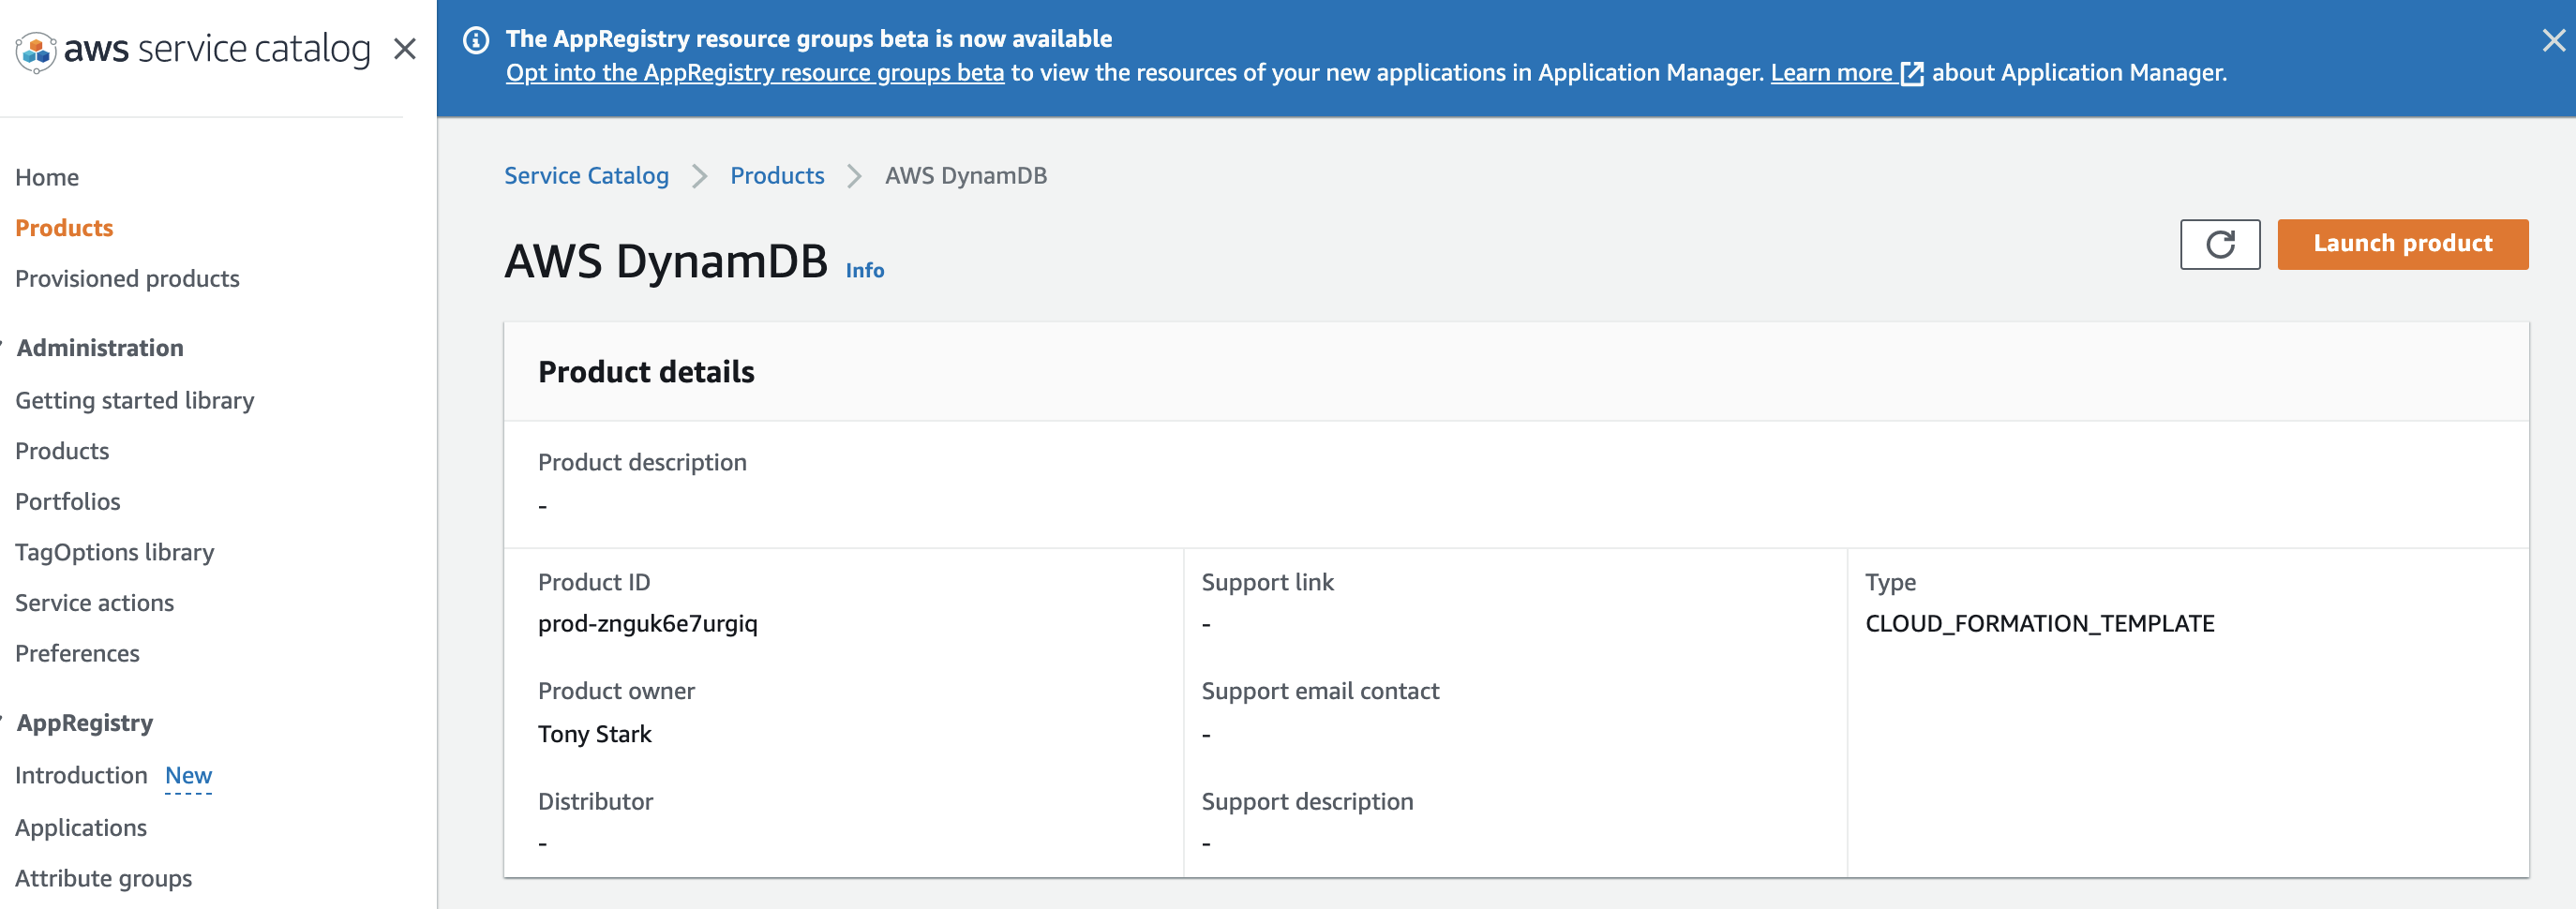 aws service catalog
The AppRegistry resource groups beta is now available
Opt into the AppRegistry resource groups beta to view the resources of your new applications in Application Manager. Learn more about Application Manager.
Home
Products
Provisioned products
Administration
Getting started library
Products
Portfolios
TagOptions library
Service actions
Preferences
AppRegistry
Introduction New
Applications
Attribute groups
Service Catalog > Products > AWS DynamDB
AWS DynamDB Info
Launch product
Product details
Product description
-
Product ID
prod-znguk6e7urgiq
Product owner
Tony Stark
Distributor
-
Support link
-
Support email contact
-
Support description
-
Type
CLOUD_FORMATION_TEMPLATE